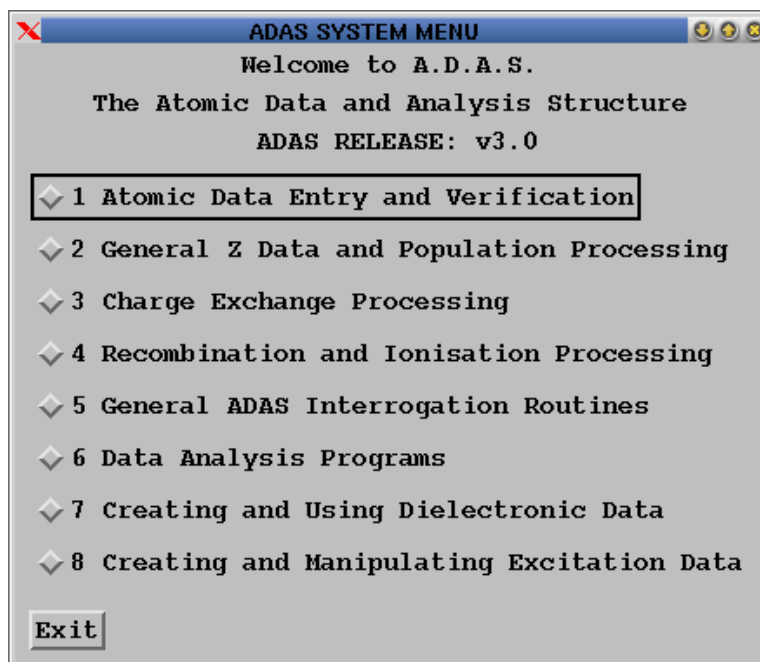 ADAS SYSTEM MENU
Welcome to A.D.A.S.
The Atomic Data and Analysis Structure
ADAS RELEASE: v3.0
1 Atomic Data Entry and Verification
2 General Z Data and Population Processing
3 Charge Exchange Processing
4 Recombination and Ionisation Processing
5 General ADAS Interrogation Routines
6 Data Analysis Programs
7 Creating and Using Dielectronic Data
8 Creating and Manipulating Excitation Data
Exit